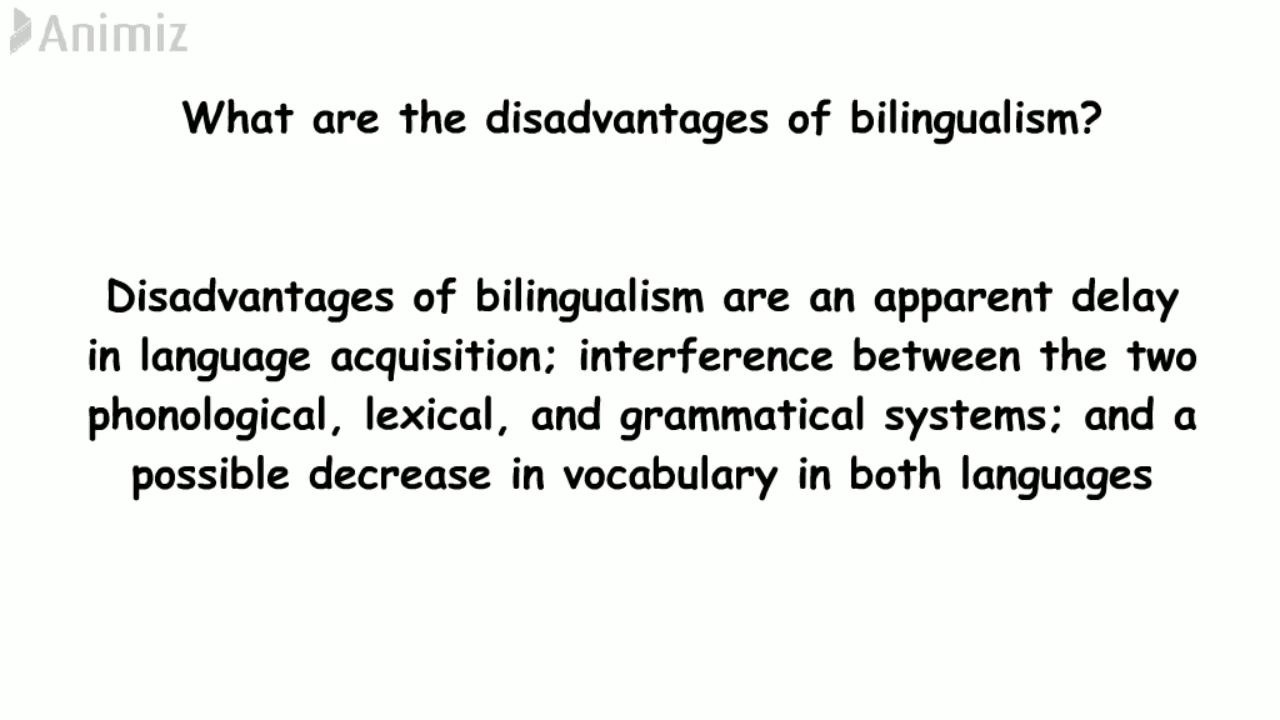 Animiz
What are the disadvantages of bilingualism?
Disadvantages of bilingualism are an apparent delay
in language acquisition; interference between the two
phonological, lexical, and grammatical systems; and a
possible decrease in vocabulary in both languages